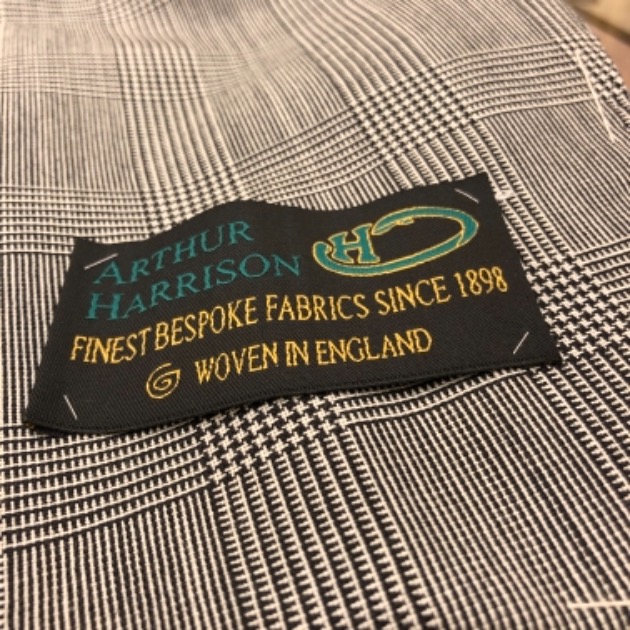 ARTHUR
HARRISON
H
FINEST BESPOKE FABRICS SINCE 1898
WOVEN IN ENGLAND